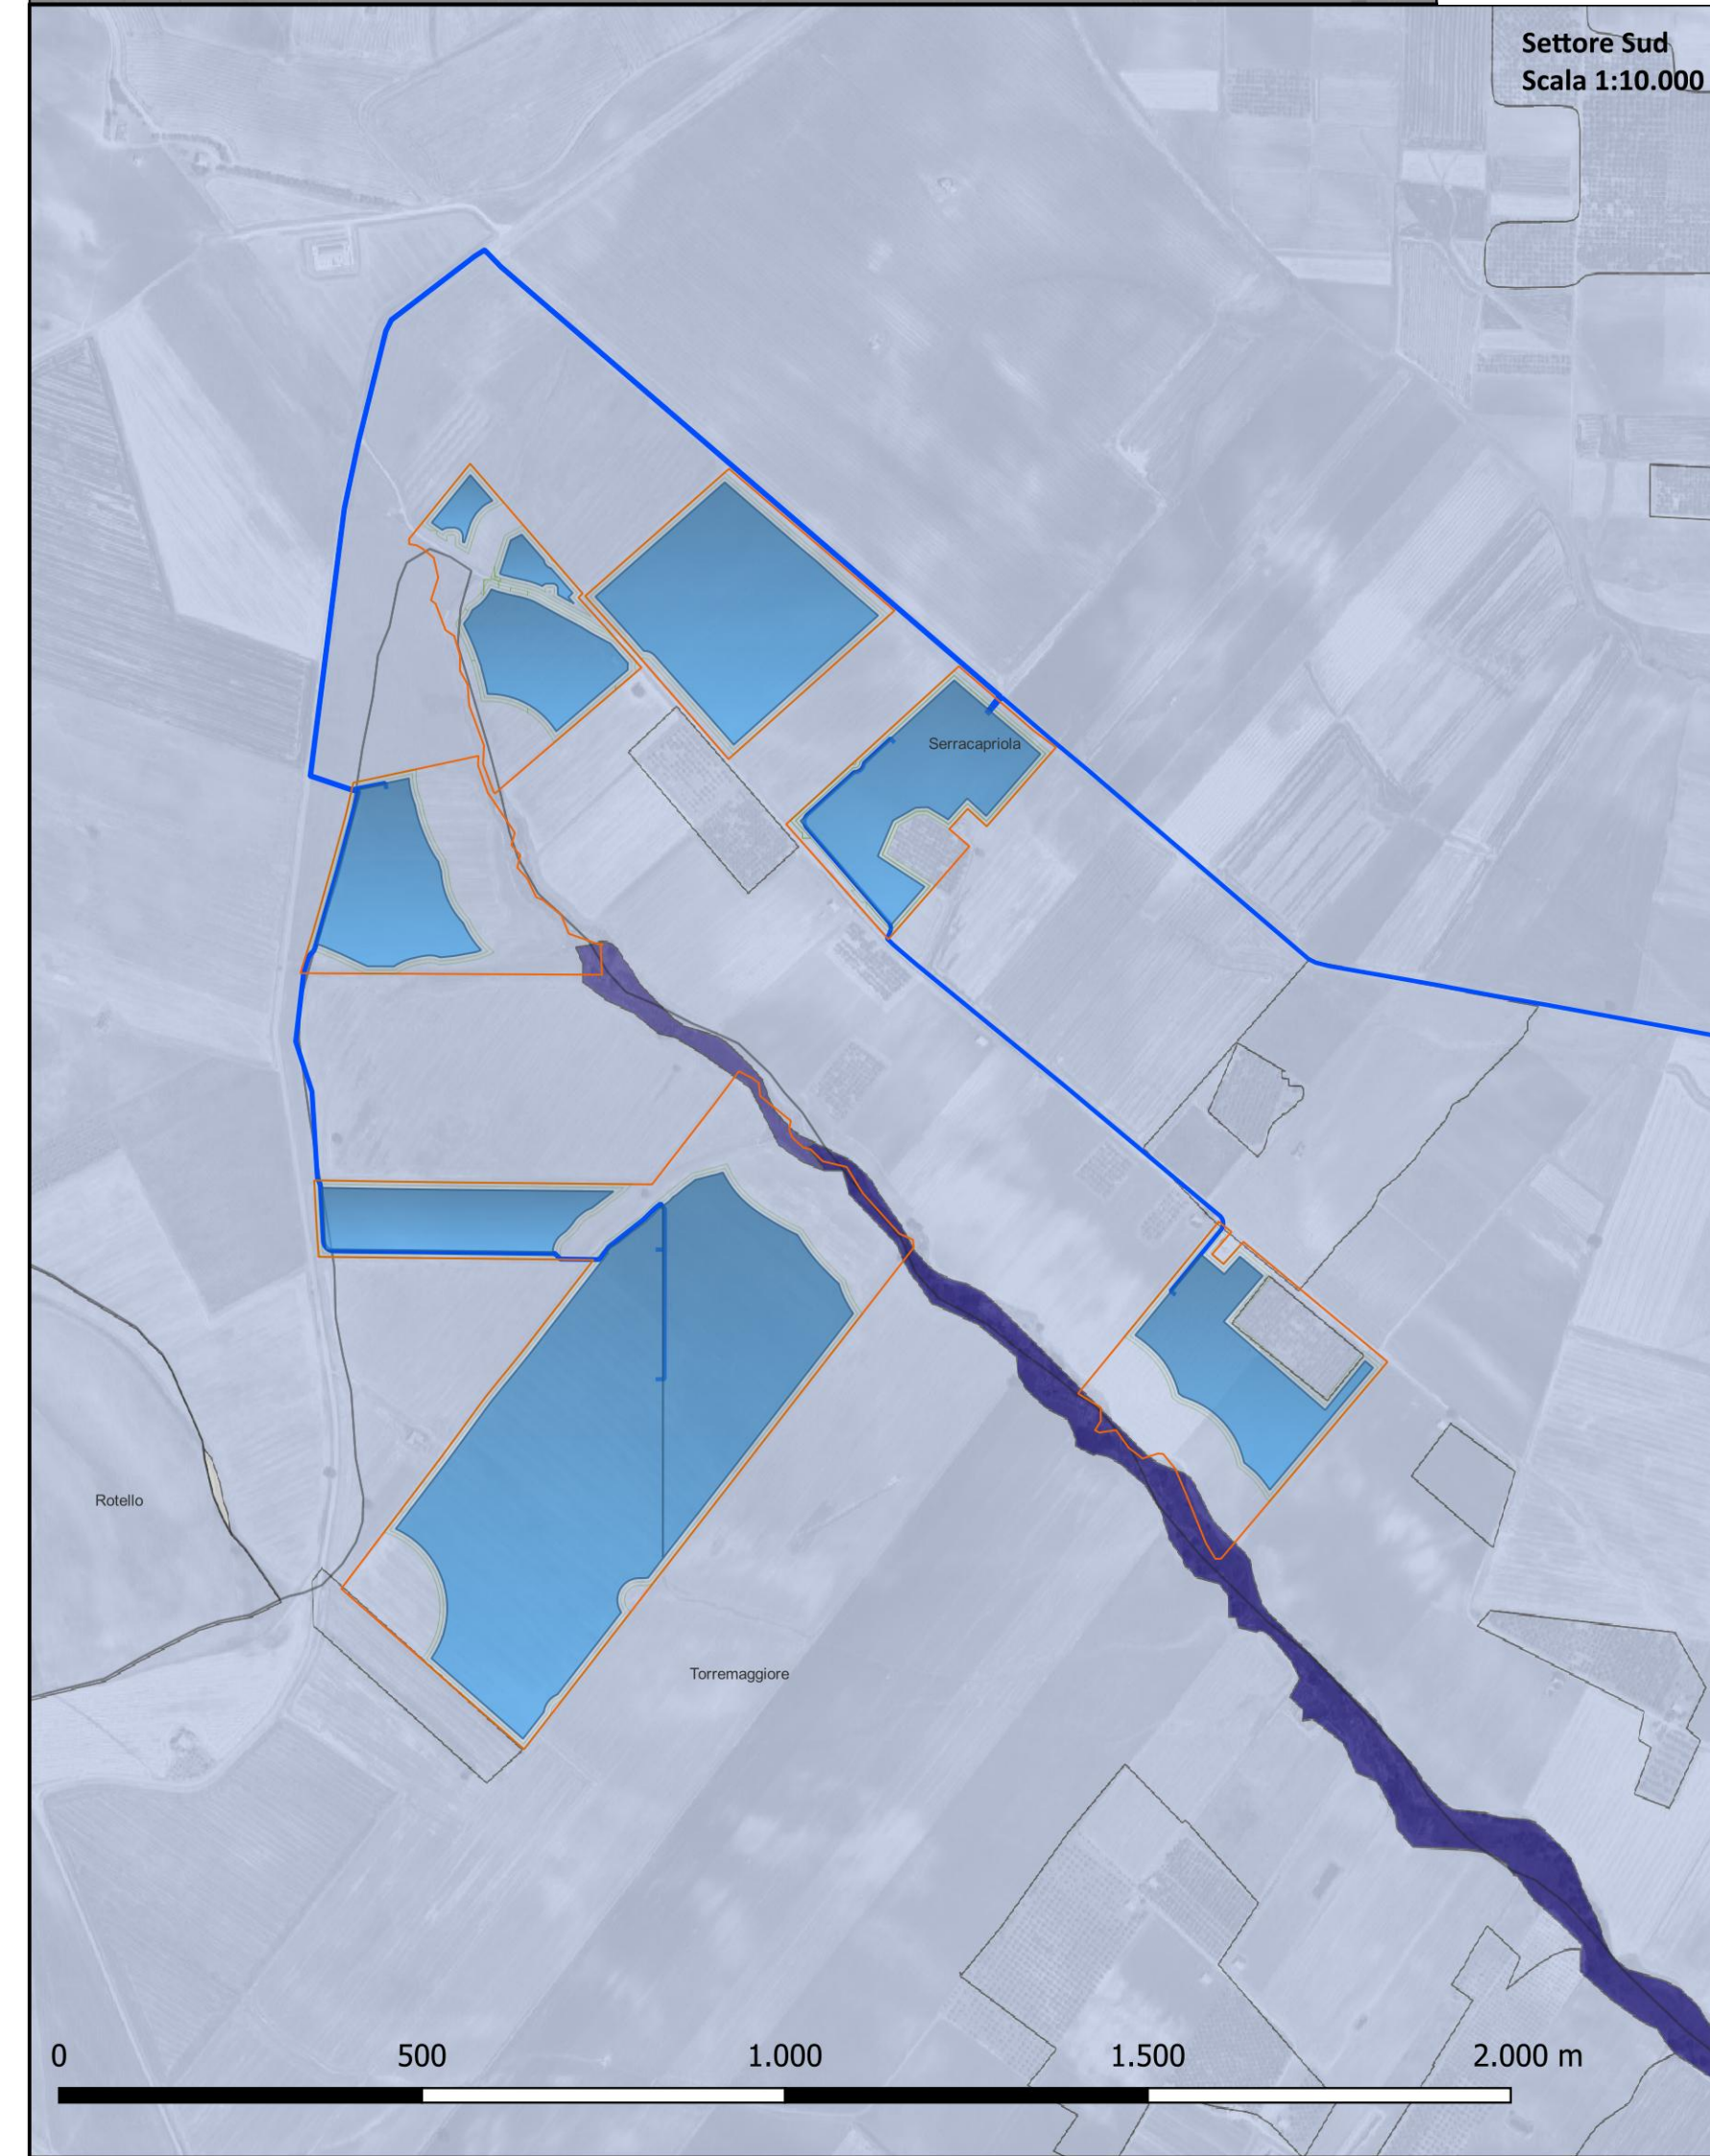 Settore Sud
Scala 1:10.000
Serracapriola
Rotello
Torremaggiore
0 500 1.000 1.500 2.000 m